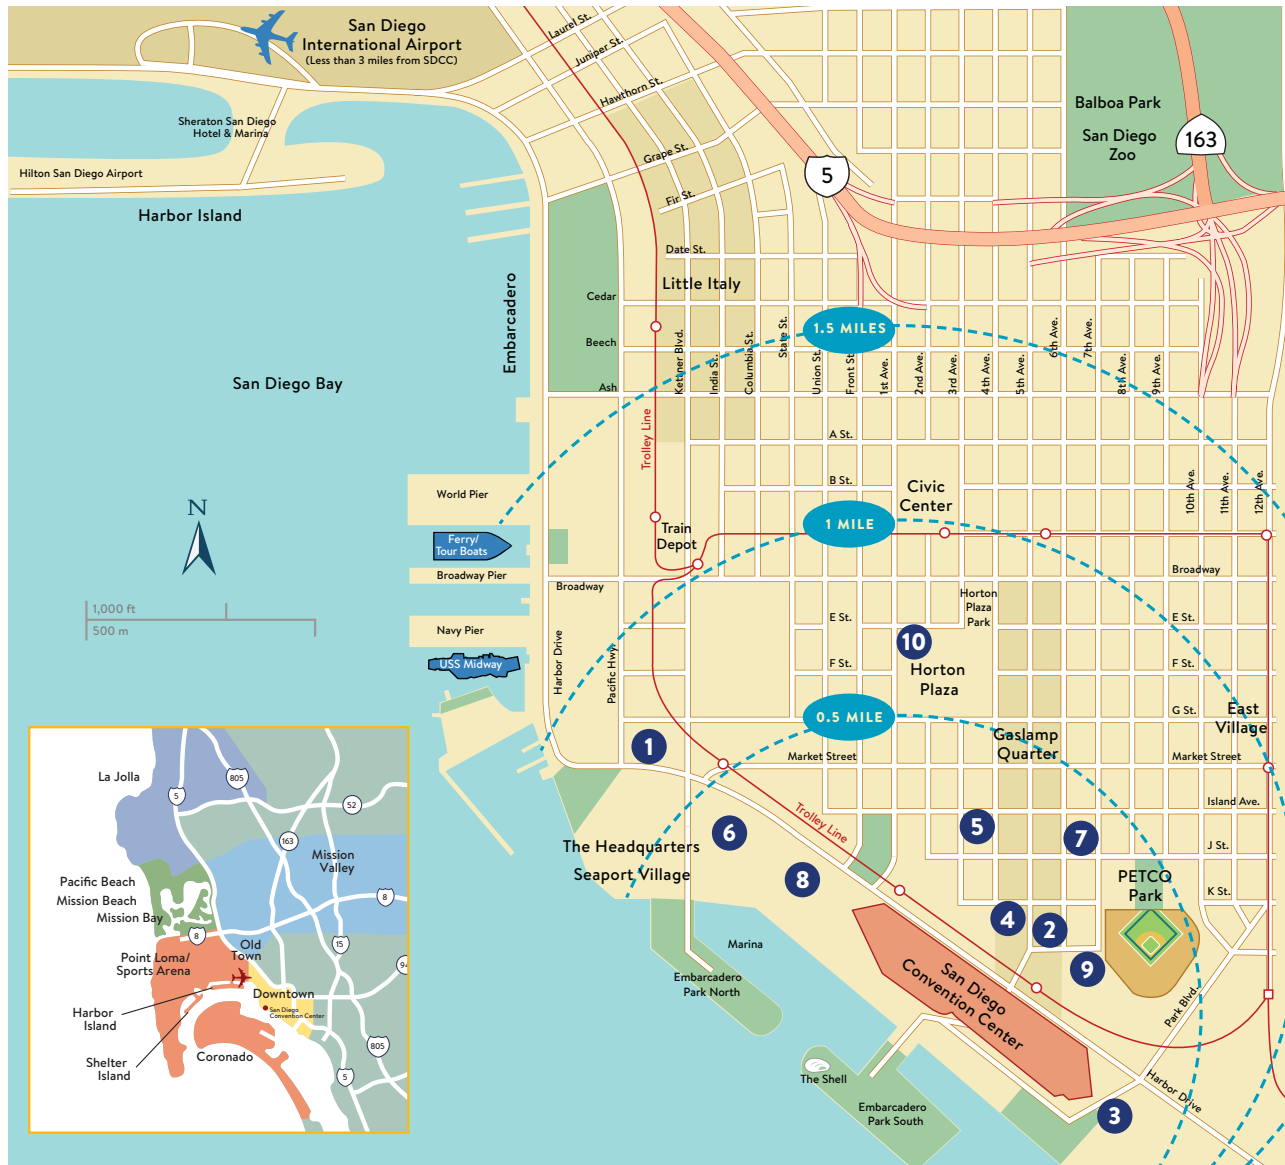 San Diego
International Airport
(Less than 3 miles from SDCC)
Laurel St.
Juniper St.
Hawthorn St.
Grape St.
Fir St.
Date St.
Sheraton San Diego
Hotel & Marina
Hilton San Diego Airport
Harbor Island
Balboa Park
San Diego
Zoo
163
5
Embarcadero
Little Italy
Cedar
Beech
Ash
1.5 MILES
San Diego Bay
Kettner Blvd.
India St.
Columbia St.
State St.
Union St.
Front St.
1st Ave.
2nd Ave.
3rd Ave.
4th Ave.
5th Ave.
6th Ave.
7th Ave.
8th Ave.
9th Ave.
10th Ave.
11th Ave.
12th Ave.
Trolley Line
A St.
B St.
Civic
Center
World Pier
N
1 MILE
Train
Depot
Ferry/
Tour Boats
Broadway Pier
Broadway
Broadway
1,000 ft
500 m
Navy Pier
USS Midway
Harbor Drive
Pacific Hwy
Horton
Plaza
Park
E St.
E St.
10
F St.
F St.
Horton
Plaza
0.5 MILE
G St.
East
Village
Gaslamp
Quarter
1
Market Street
Market Street
Island Ave.
Trolley Line
6
5
7
J St.
The Headquarters
Seaport Village
8
PETCO
Park
K St.
4
2
9
Marina
Embarcadero
Park North
San Diego
Convention Center
Park Blvd.
The Shell
Embarcadero
Park South
Harbor Drive
3
La Jolla
805
5
52
163
Mission
Valley
Pacific Beach
Mission Beach
Mission Bay
8
8
15
94
Old
Town
Point Loma/
Sports Arena
Downtown
San Diego
Convention Center
Harbor
Island
Shelter
Island
Coronado
805
5